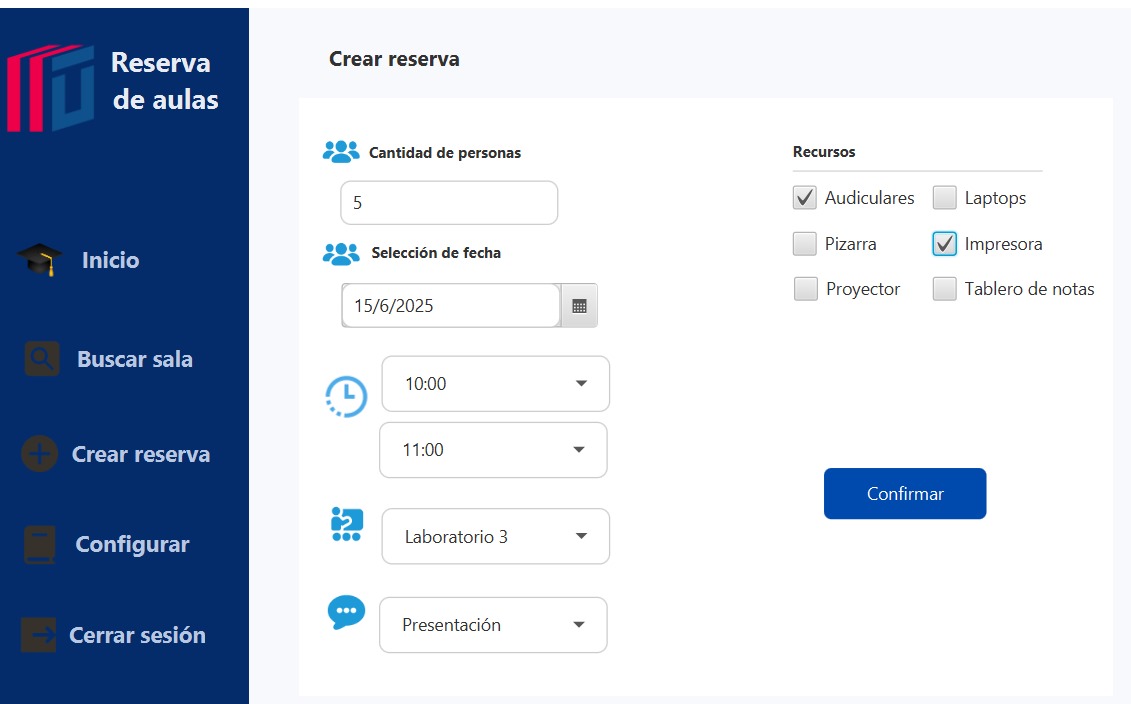 Reserva
de aulas
Inicio
Buscar sala
Crear reserva
Configurar
Cerrar sesión
Crear reserva
Cantidad de personas
5
Selección de fecha
15/6/2025
10:00
11:00
Laboratorio 3
Presentación
Recursos
Audiculares Laptops
Pizarra Impresora
Proyector Tablero de notas
Confirmar